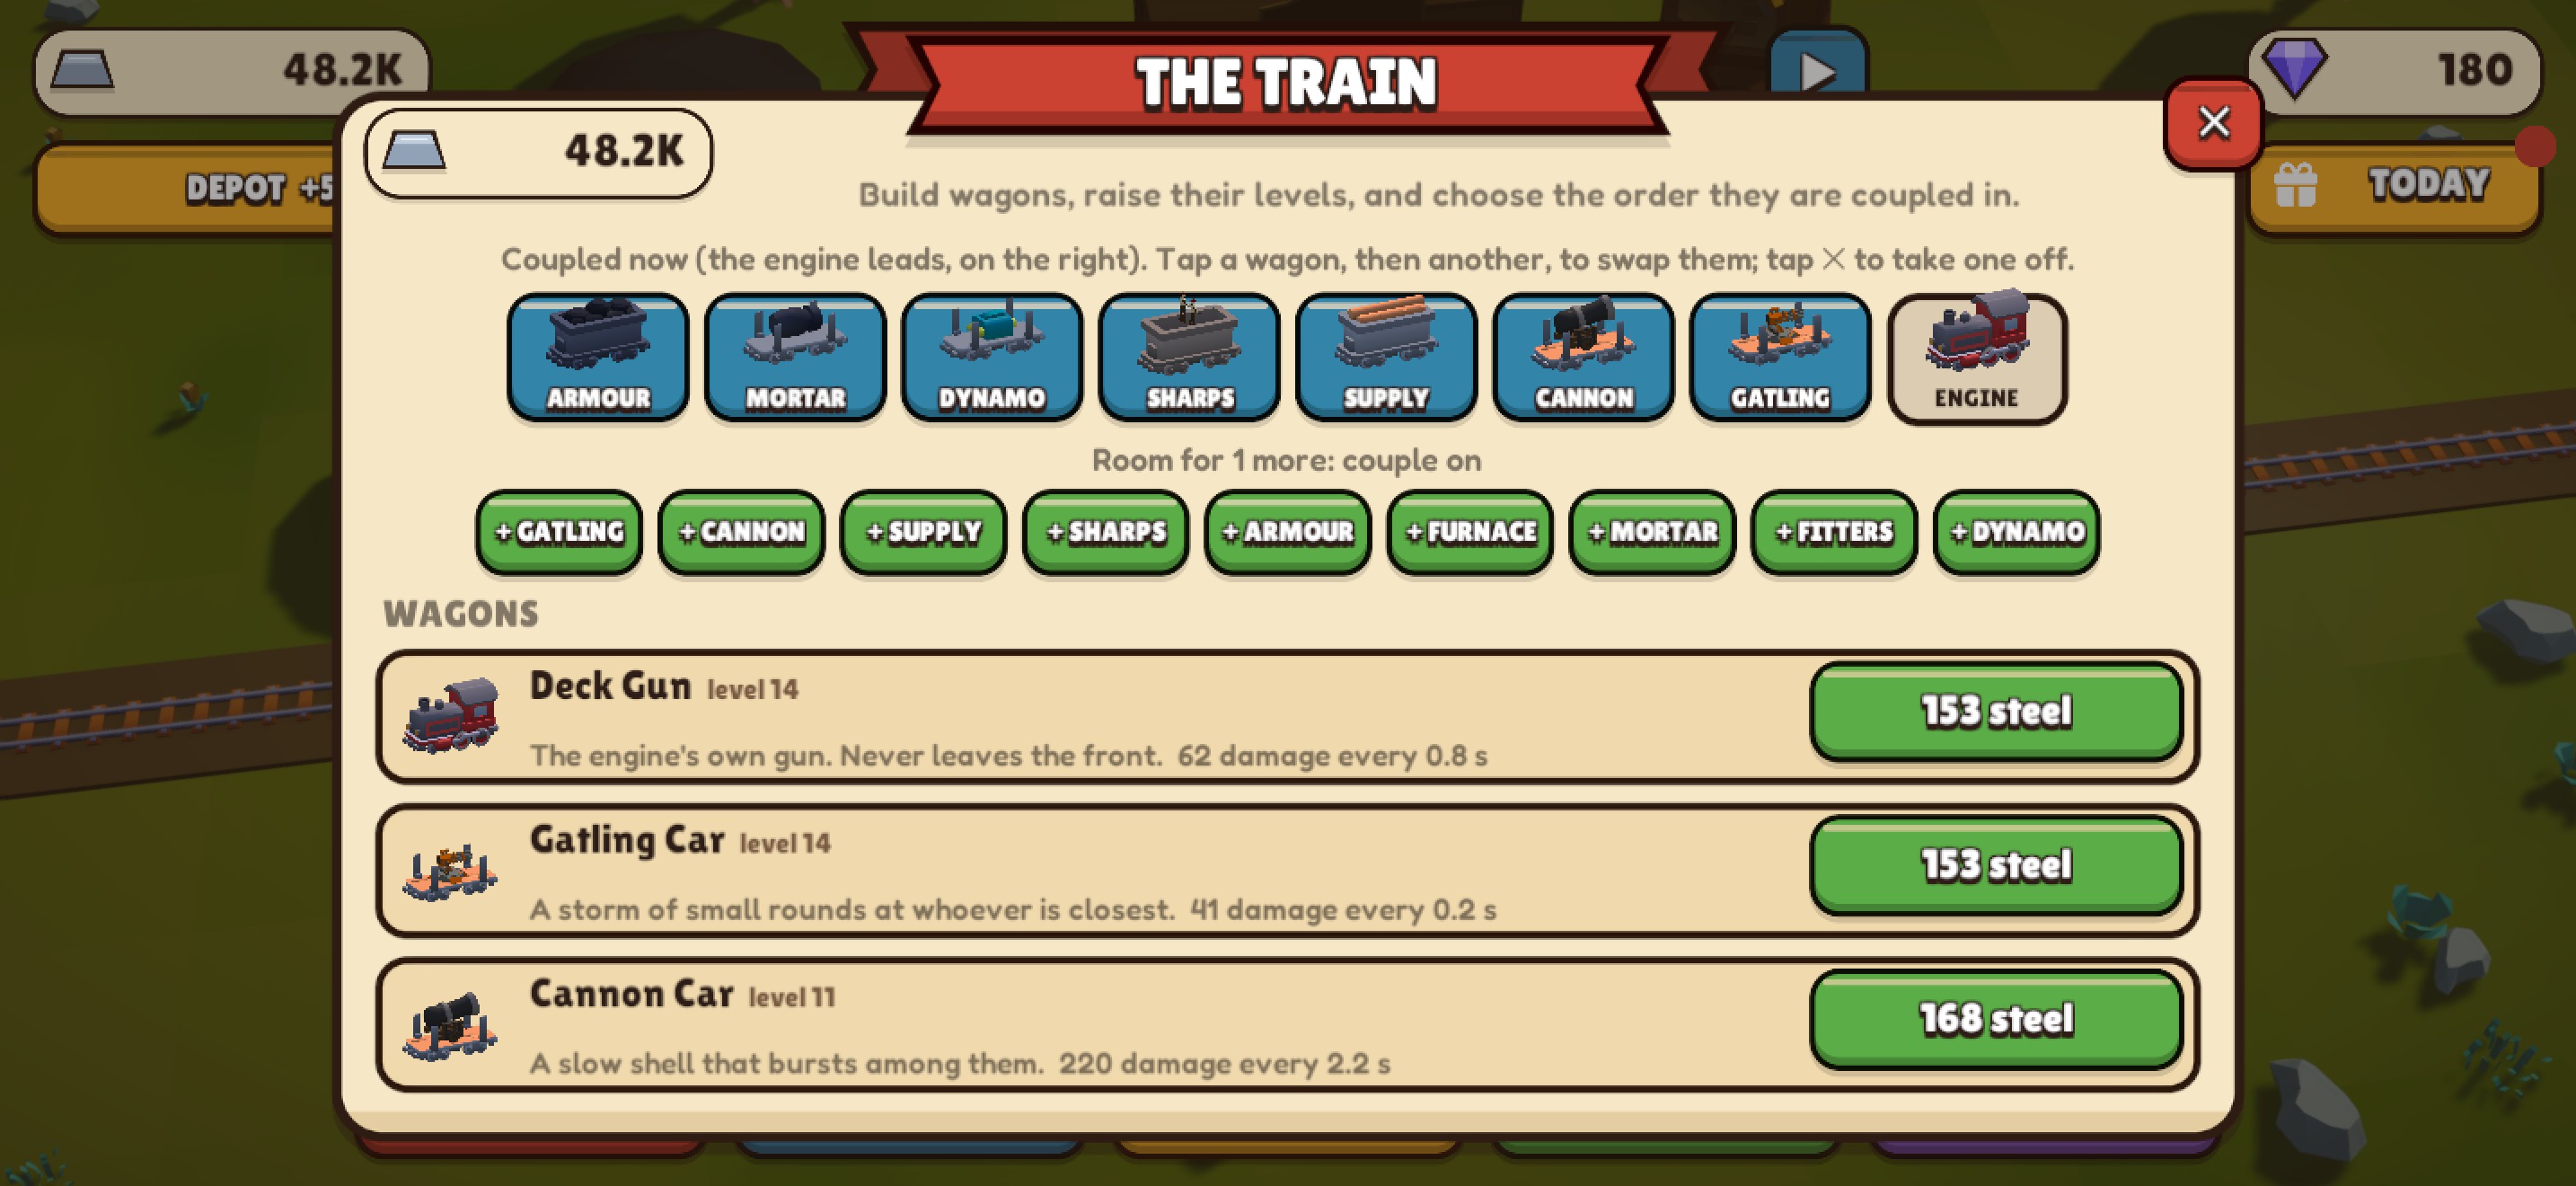 48.2K
THE TRAIN
180
48.2K
DEPOT +5
TODAY
Build wagons, raise their levels, and choose the order they are coupled in.
Coupled now (the engine leads, on the right). Tap a wagon, then another, to swap them; tap × to take one off.
ARMOUR MORTAR DYNAMO SHARPS SUPPLY CANNON GATLING ENGINE
Room for 1 more: couple on
+ GATLING + CANNON + SUPPLY + SHARPS + ARMOUR + FURNACE + MORTAR + FITTERS + DYNAMO
WAGONS
Deck Gun level 14
153 steel
The engine's own gun. Never leaves the front. 62 damage every 0.8 s
Gatling Car level 14
153 steel
A storm of small rounds at whoever is closest. 41 damage every 0.2 s
Cannon Car level 11
168 steel
A slow shell that bursts among them. 220 damage every 2.2 s